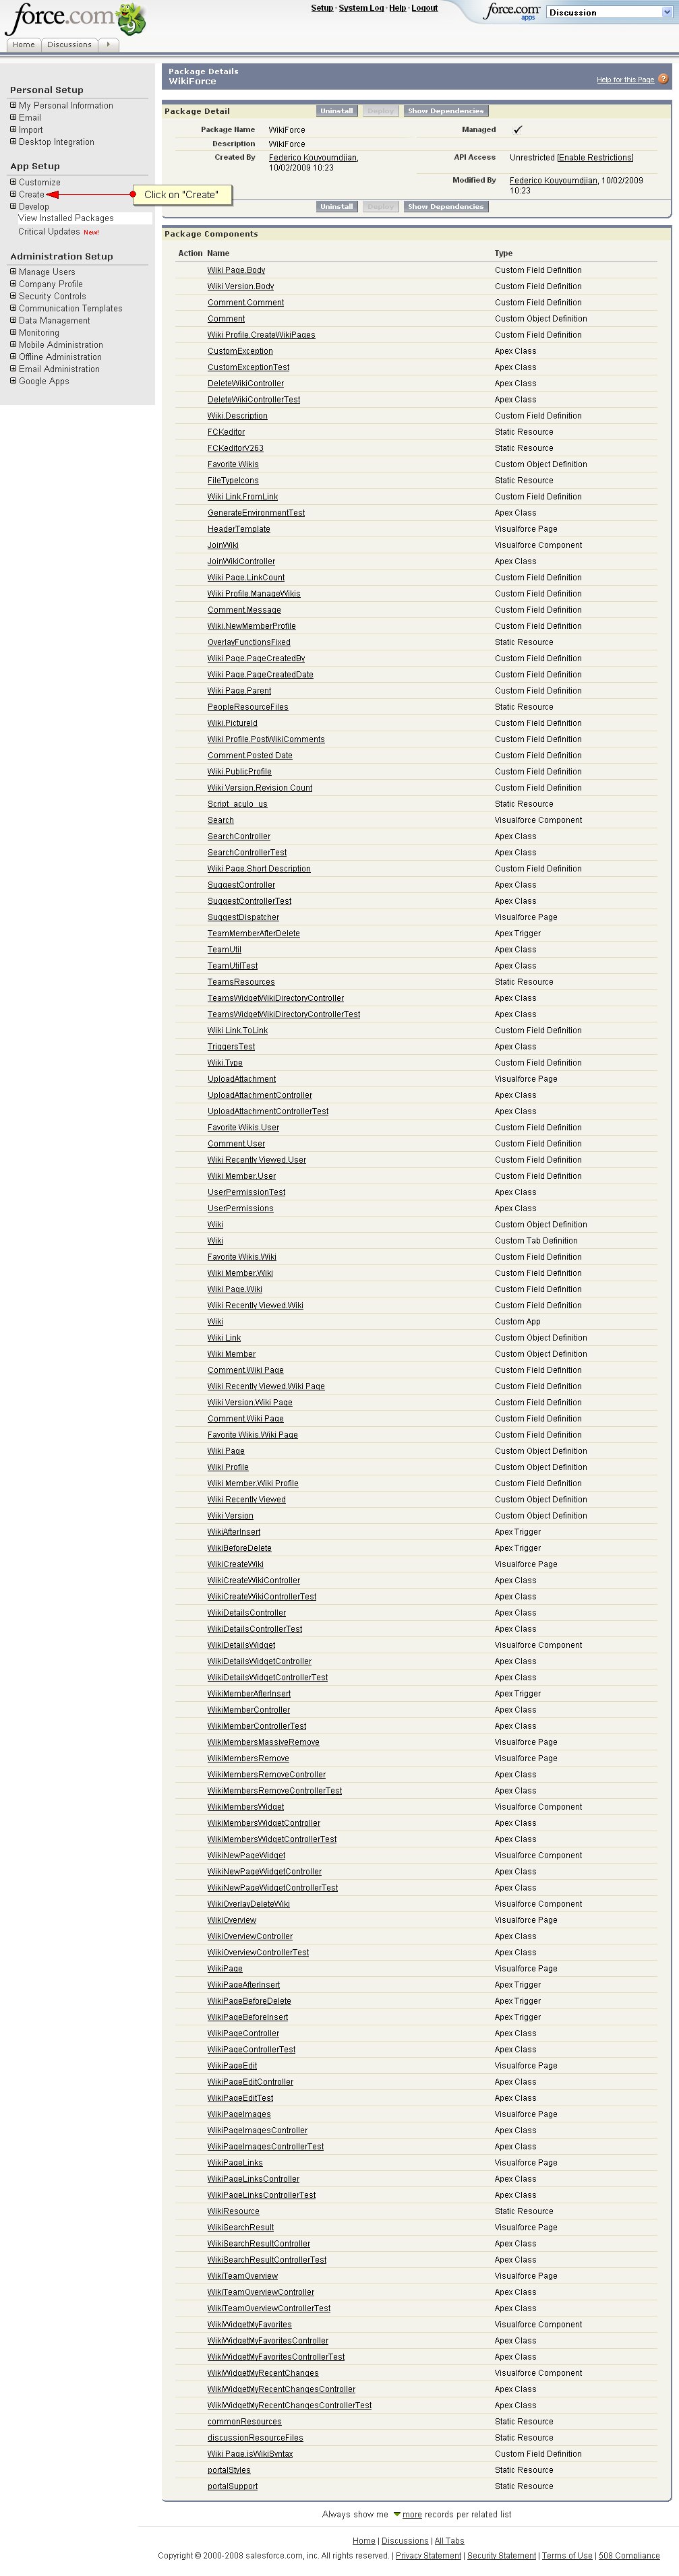 force.com 9
Setup · System Log · Help · Logout
force.com apps
Discussion
Home Discussions
Personal Setup
My Personal Information
Email
Import
Desktop Integration
App Setup
Customize
Create
Develop
View Installed Packages
Critical Updates New!
Administration Setup
Manage Users
Company Profile
Security Controls
Communication Templates
Data Management
Monitoring
Mobile Administration
Offline Administration
Email Administration
Google Apps
Click on "Create"
Package Details
WikiForce
Help for this Page
Package Detail Uninstall Deploy Show Dependencies
Package Name WikiForce Managed
Description WikiForce
Created By Federico Kouyoumdjian, 10/02/2009 10:23 API Access Unrestricted [Enable Restrictions]
Modified By Federico Kouyoumdjian, 10/02/2009 10:23
Uninstall Deploy Show Dependencies
Package Components
Action Name Type
Wiki Page.Body Custom Field Definition
Wiki Version.Body Custom Field Definition
Comment.Comment Custom Field Definition
Comment Custom Object Definition
Wiki Profile.CreateWikiPages Custom Field Definition
CustomException Apex Class
CustomExceptionTest Apex Class
DeleteWikiController Apex Class
DeleteWikiControllerTest Apex Class
Wiki.Description Custom Field Definition
FCKeditor Static Resource
FCKeditorV263 Static Resource
Favorite Wikis Custom Object Definition
FileTypeIcons Static Resource
Wiki Link.FromLink Custom Field Definition
GenerateEnvironmentTest Apex Class
HeaderTemplate Visualforce Page
JoinWiki Visualforce Component
JoinWikiController Apex Class
Wiki Page.LinkCount Custom Field Definition
Wiki Profile.ManageWikis Custom Field Definition
Comment.Message Custom Field Definition
Wiki.NewMemberProfile Custom Field Definition
OverlayFunctionsFixed Static Resource
Wiki Page.PageCreatedBy Custom Field Definition
Wiki Page.PageCreatedDate Custom Field Definition
Wiki Page.Parent Custom Field Definition
PeopleResourceFiles Static Resource
Wiki.PictureId Custom Field Definition
Wiki Profile.PostWikiComments Custom Field Definition
Comment.Posted Date Custom Field Definition
Wiki.PublicProfile Custom Field Definition
Wiki Version.Revision Count Custom Field Definition
Script_aculo_us Static Resource
Search Visualforce Component
SearchController Apex Class
SearchControllerTest Apex Class
Wiki Page.Short Description Custom Field Definition
SuggestController Apex Class
SuggestControllerTest Apex Class
SuggestDispatcher Visualforce Page
TeamMemberAfterDelete Apex Trigger
TeamUtil Apex Class
TeamUtilTest Apex Class
TeamsResources Static Resource
TeamsWidgetWikiDirectoryController Apex Class
TeamsWidgetWikiDirectoryControllerTest Apex Class
Wiki Link.ToLink Custom Field Definition
TriggersTest Apex Class
Wiki.Type Custom Field Definition
UploadAttachment Visualforce Page
UploadAttachmentController Apex Class
UploadAttachmentControllerTest Apex Class
Favorite Wikis.User Custom Field Definition
Comment.User Custom Field Definition
Wiki Recently Viewed.User Custom Field Definition
Wiki Member.User Custom Field Definition
UserPermissionTest Apex Class
UserPermissions Apex Class
Wiki Custom Object Definition
Wiki Custom Tab Definition
Favorite Wikis.Wiki Custom Field Definition
Wiki Member.Wiki Custom Field Definition
Wiki Page.Wiki Custom Field Definition
Wiki Recently Viewed.Wiki Custom Field Definition
Wiki Custom App
Wiki Link Custom Object Definition
Wiki Member Custom Object Definition
Comment.Wiki Page Custom Field Definition
Wiki Recently Viewed.Wiki Page Custom Field Definition
Wiki Version.Wiki Page Custom Field Definition
Comment.Wiki Page Custom Field Definition
Favorite Wikis.Wiki Page Custom Field Definition
Wiki Page Custom Object Definition
Wiki Profile Custom Object Definition
Wiki Member.Wiki Profile Custom Field Definition
Wiki Recently Viewed Custom Object Definition
Wiki Version Custom Object Definition
WikiAfterInsert Apex Trigger
WikiBeforeDelete Apex Trigger
WikiCreateWiki Visualforce Page
WikiCreateWikiController Apex Class
WikiCreateWikiControllerTest Apex Class
WikiDetailsController Apex Class
WikiDetailsControllerTest Apex Class
WikiDetailsWidget Visualforce Component
WikiDetailsWidgetController Apex Class
WikiDetailsWidgetControllerTest Apex Class
WikiMemberAfterInsert Apex Trigger
WikiMemberController Apex Class
WikiMemberControllerTest Apex Class
WikiMembersMassiveRemove Visualforce Page
WikiMembersRemove Visualforce Page
WikiMembersRemoveController Apex Class
WikiMembersRemoveControllerTest Apex Class
WikiMembersWidget Visualforce Component
WikiMembersWidgetController Apex Class
WikiMembersWidgetControllerTest Apex Class
WikiNewPageWidget Visualforce Component
WikiNewPageWidgetController Apex Class
WikiNewPageWidgetControllerTest Apex Class
WikiOverlayDeleteWiki Visualforce Component
WikiOverview Visualforce Page
WikiOverviewController Apex Class
WikiOverviewControllerTest Apex Class
WikiPage Visualforce Page
WikiPageAfterInsert Apex Trigger
WikiPageBeforeDelete Apex Trigger
WikiPageBeforeInsert Apex Trigger
WikiPageController Apex Class
WikiPageControllerTest Apex Class
WikiPageEdit Visualforce Page
WikiPageEditController Apex Class
WikiPageEditTest Apex Class
WikiPageImages Visualforce Page
WikiPageImagesController Apex Class
WikiPageImagesControllerTest Apex Class
WikiPageLinks Visualforce Page
WikiPageLinksController Apex Class
WikiPageLinksControllerTest Apex Class
WikiResource Static Resource
WikiSearchResult Visualforce Page
WikiSearchResultController Apex Class
WikiSearchResultControllerTest Apex Class
WikiTeamOverview Visualforce Page
WikiTeamOverviewController Apex Class
WikiTeamOverviewControllerTest Apex Class
WikiWidgetMyFavorites Visualforce Component
WikiWidgetMyFavoritesController Apex Class
WikiWidgetMyFavoritesControllerTest Apex Class
WikiWidgetMyRecentChanges Visualforce Component
WikiWidgetMyRecentChangesController Apex Class
WikiWidgetMyRecentChangesControllerTest Apex Class
commonResources Static Resource
discussionResourceFiles Static Resource
Wiki Page.isWikiSyntax Custom Field Definition
portalStyles Static Resource
portalSupport Static Resource
Always show me more records per related list
Home | Discussions | All Tabs
Copyright © 2000-2008 salesforce.com, inc. All rights reserved. | Privacy Statement | Security Statement | Terms of Use | 508 Compliance